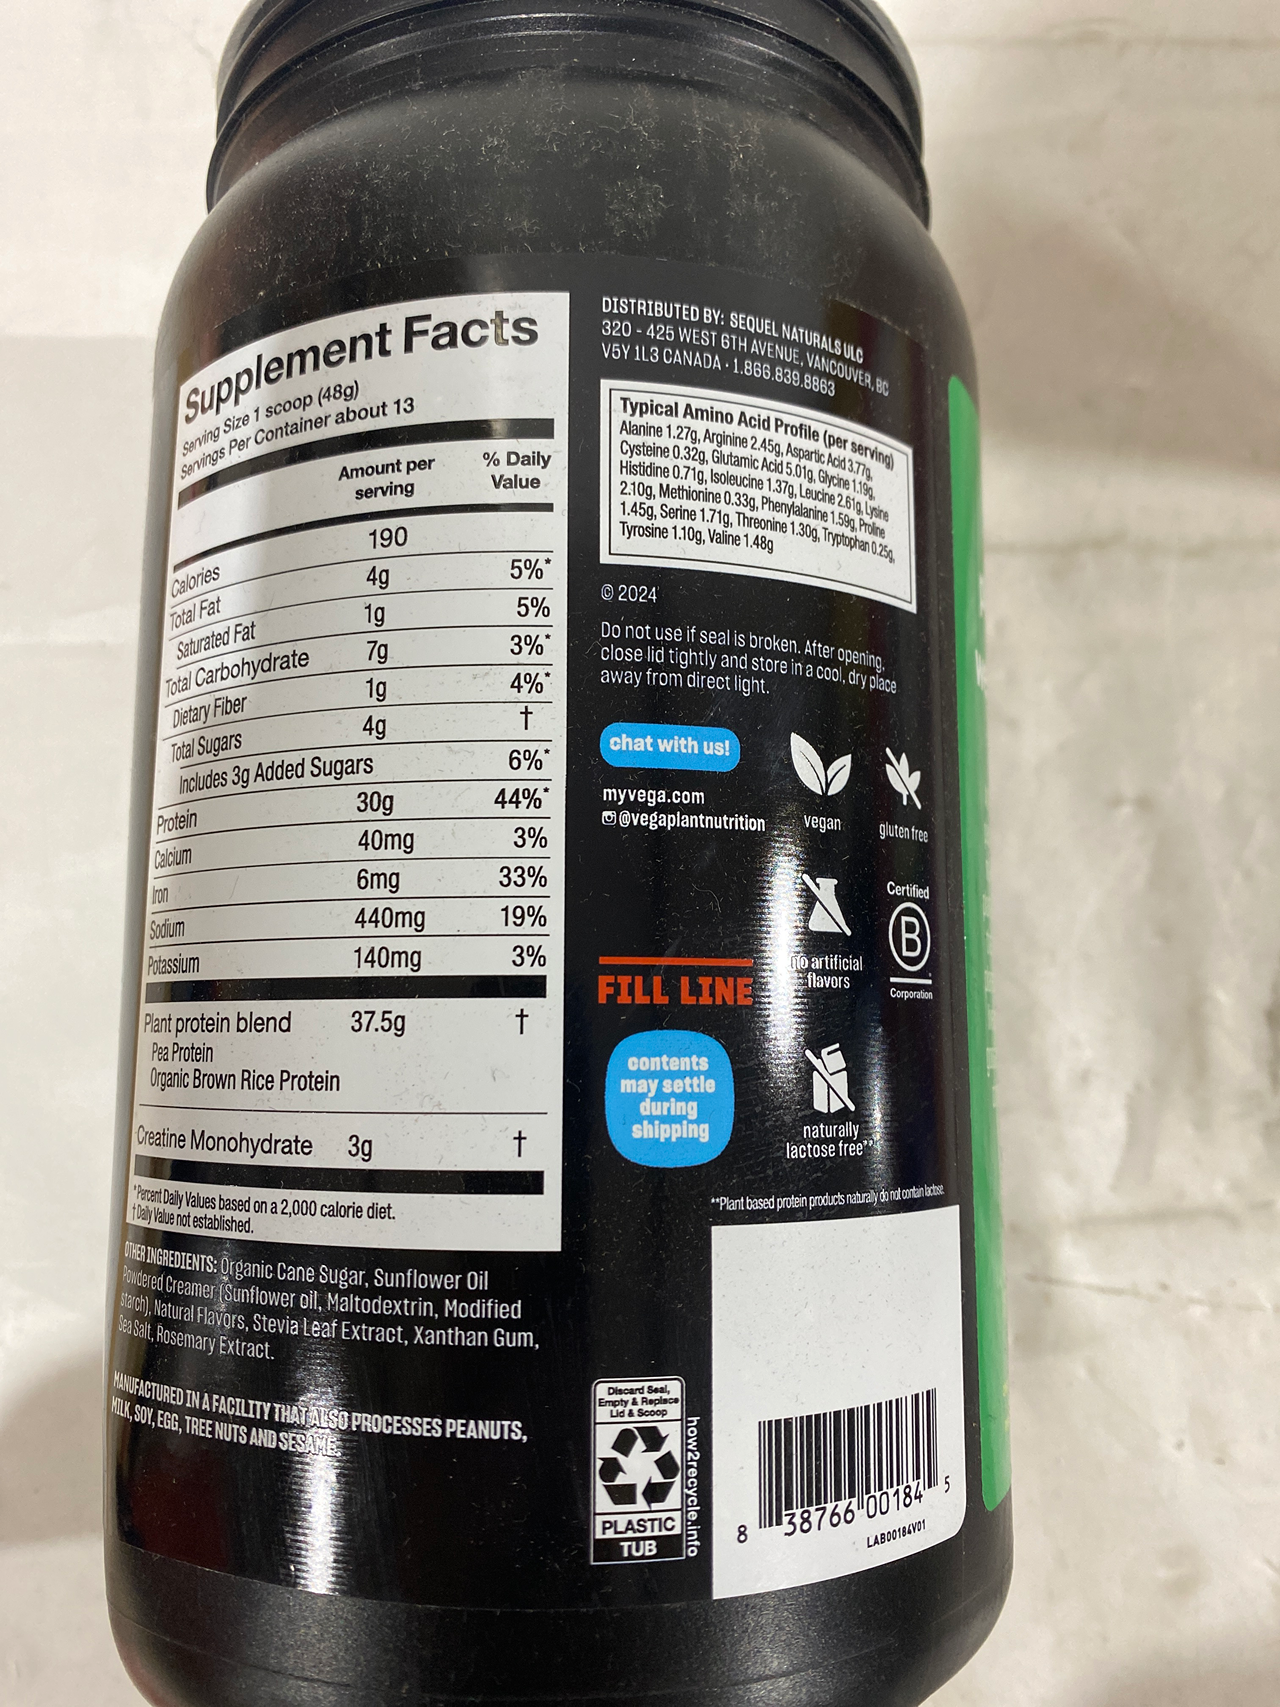 Supplement Facts
Serving Size 1 scoop (48g)
Servings Per Container about 13
Amount per serving % Daily Value
Calories 190
Total Fat 4g 5%*
Saturated Fat 1g 5%
Total Carbohydrate 7g 3%*
Dietary Fiber 1g 4%*
Total Sugars 4g †
Includes 3g Added Sugars 6%*
Protein 30g 44%*
Calcium 40mg 3%
Iron 6mg 33%
Sodium 440mg 19%
Potassium 140mg 3%
Plant protein blend 37.5g †
Pea Protein
Organic Brown Rice Protein
Creatine Monohydrate 3g †
*Percent Daily Values based on a 2,000 calorie diet.
† Daily Value not established.
OTHER INGREDIENTS: Organic Cane Sugar, Sunflower Oil
Powdered Creamer (Sunflower oil, Maltodextrin, Modified
starch), Natural Flavors, Stevia Leaf Extract, Xanthan Gum,
Sea Salt, Rosemary Extract.
MANUFACTURED IN A FACILITY THAT ALSO PROCESSES PEANUTS,
MILK, SOY, EGG, TREE NUTS AND SESAME.
DISTRIBUTED BY: SEQUEL NATURALS ULC
320 - 425 WEST 6TH AVENUE, VANCOUVER, BC
V5Y 1L3 CANADA · 1.866.839.8863
Typical Amino Acid Profile (per serving)
Alanine 1.27g, Arginine 2.45g, Aspartic Acid 3.77g,
Cysteine 0.32g, Glutamic Acid 5.01g, Glycine 1.19g,
Histidine 0.71g, Isoleucine 1.37g, Leucine 2.61g, Lysine
2.10g, Methionine 0.33g, Phenylalanine 1.59g, Proline
1.45g, Serine 1.71g, Threonine 1.30g, Tryptophan 0.25g,
Tyrosine 1.10g, Valine 1.48g
© 2024
Do not use if seal is broken. After opening,
close lid tightly and store in a cool, dry place
away from direct light.
chat with us!
myvega.com
@vegaplantnutrition
vegan
gluten free
no artificial
flavors
Certified
B
Corporation
FILL LINE
contents
may settle
during
shipping
naturally
lactose free**
**Plant based protein products naturally do not contain lactose.
Discard Seal,
Empty & Replace
Lid & Scoop
PLASTIC
TUB
how2recycle.info
8 38766 00184 5
LAB00184V01